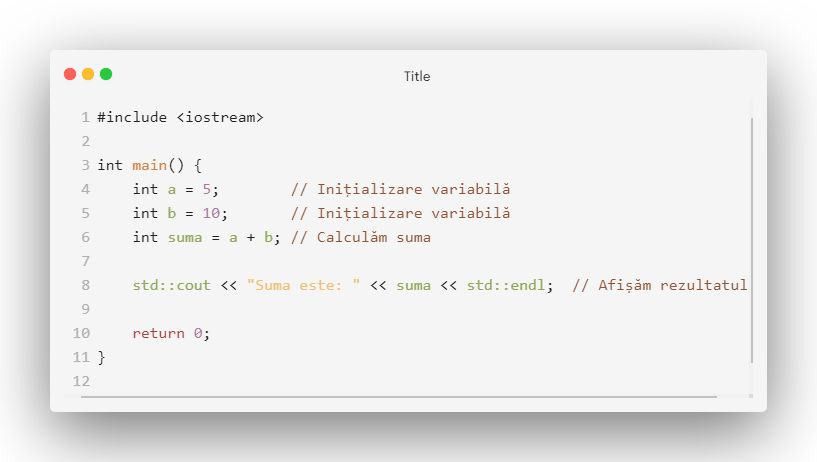 Title
1 #include <iostream>
2
3 int main() {
4     int a = 5;        // Inițializare variabilă
5     int b = 10;       // Inițializare variabilă
6     int suma = a + b; // Calculăm suma
7
8     std::cout << "Suma este: " << suma << std::endl;  // Afișăm rezultatul
9
10     return 0;
11 }
12